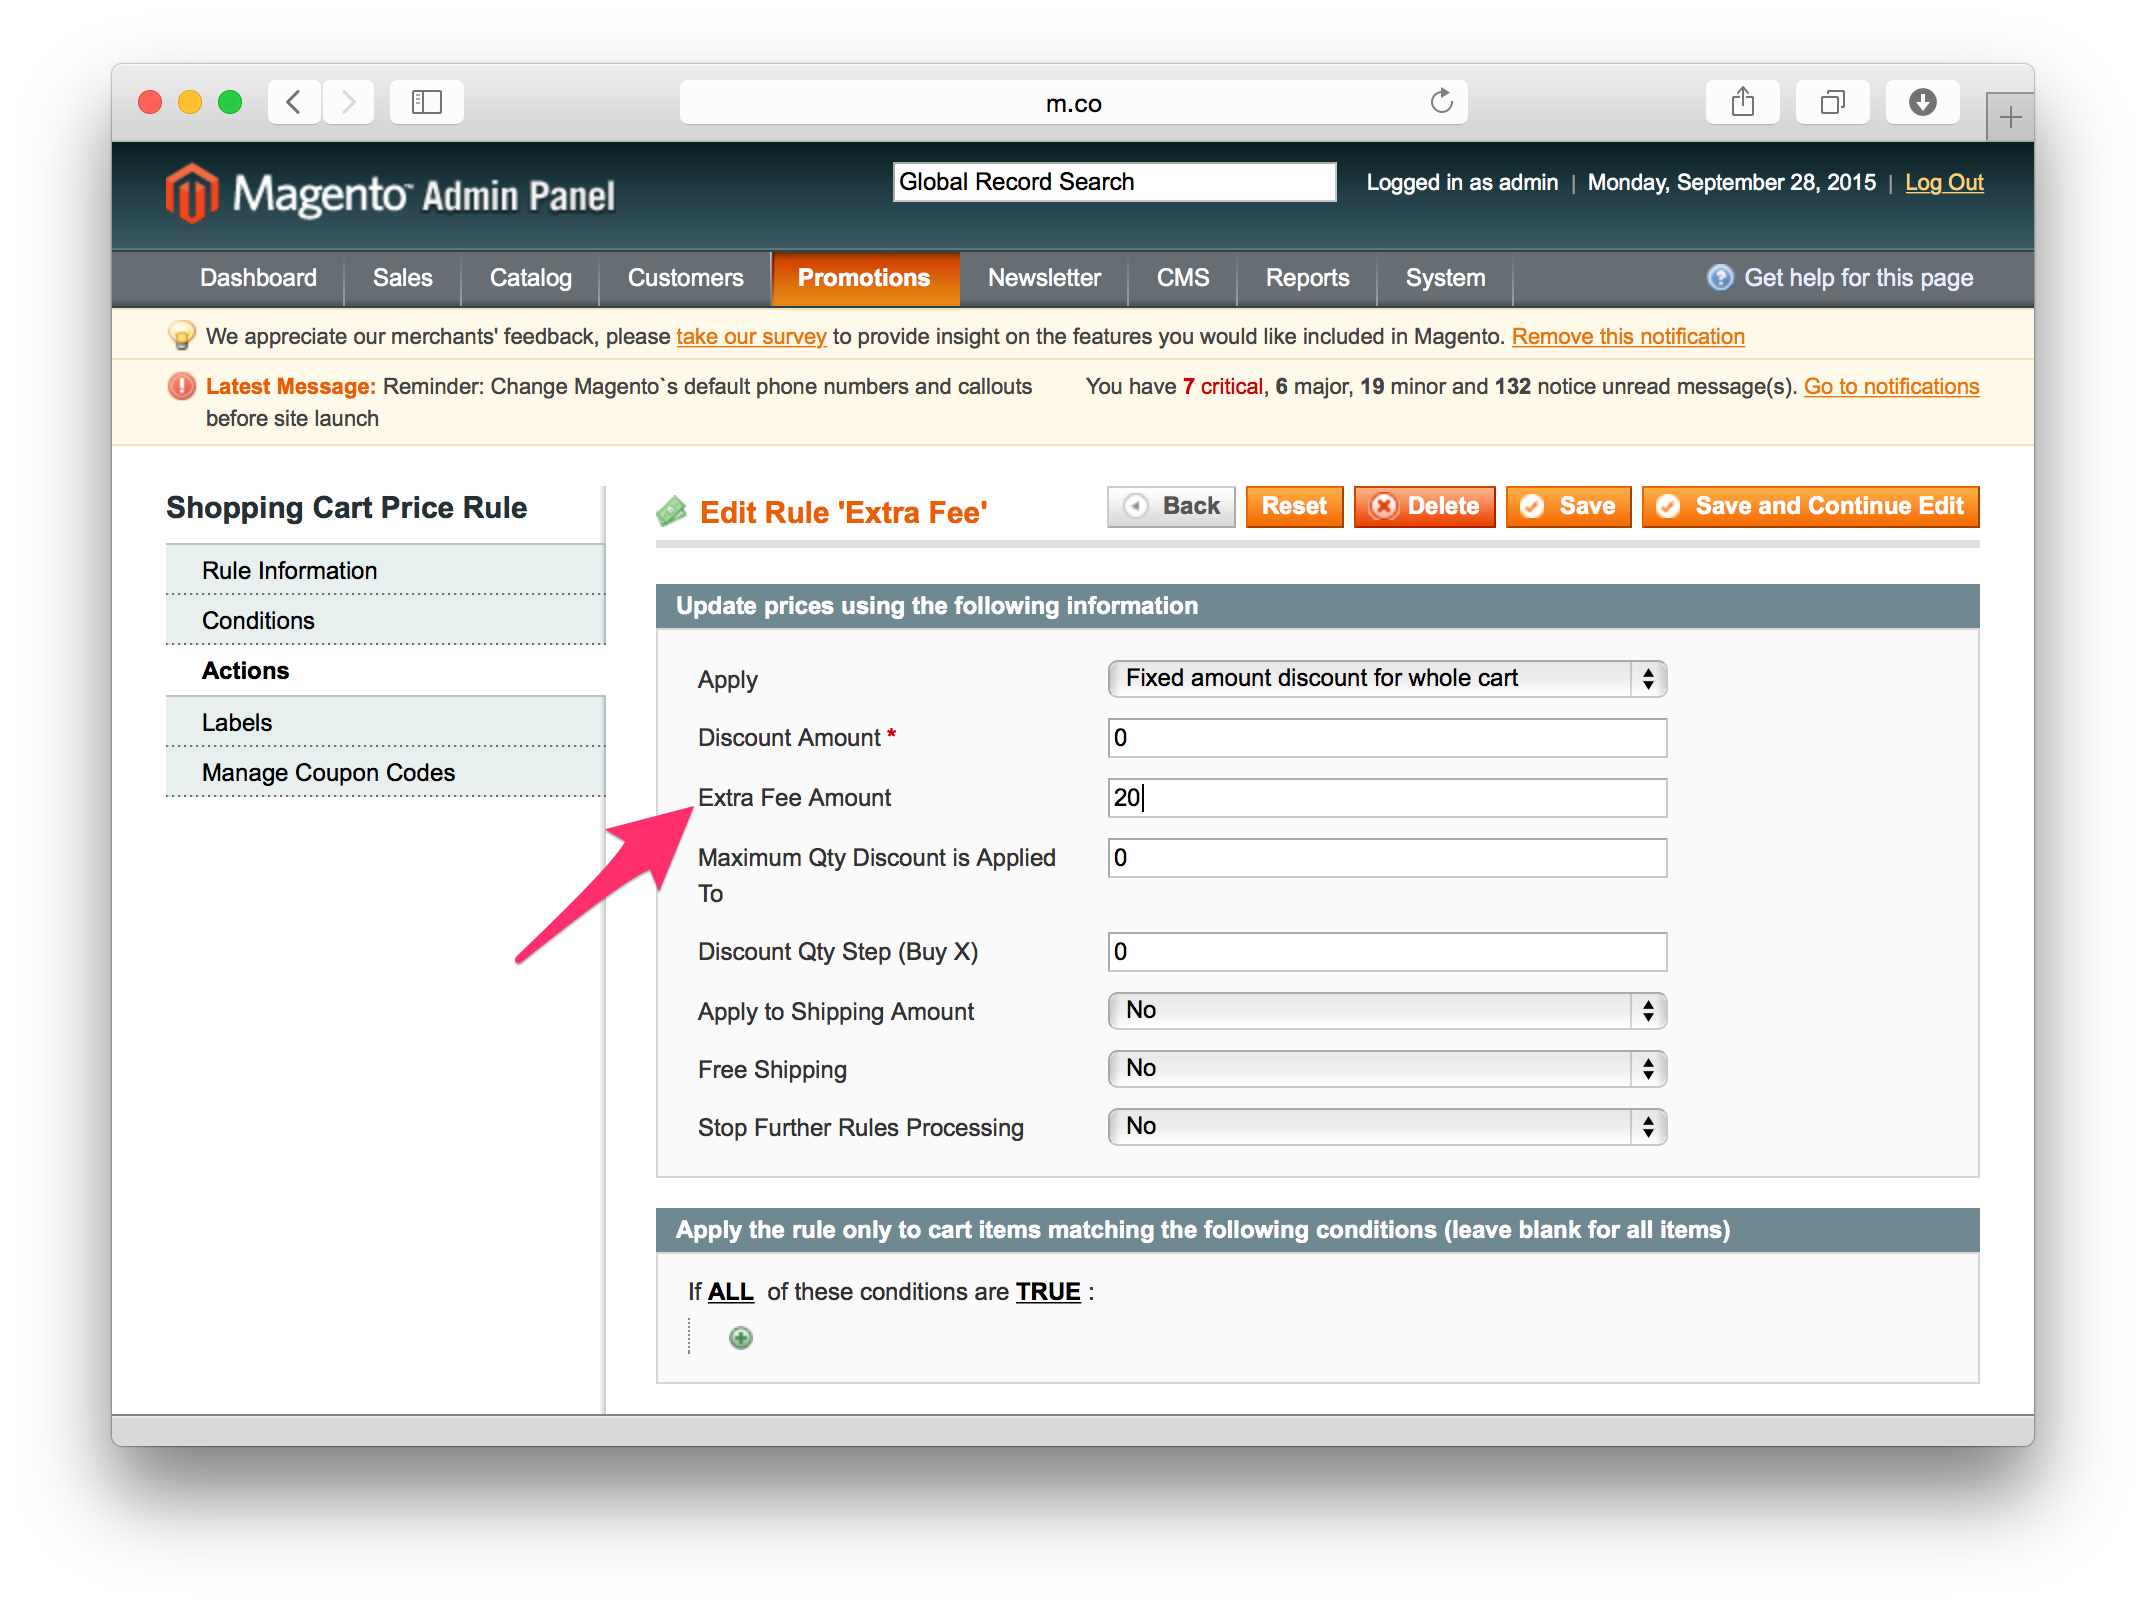 m.co
Magento™ Admin Panel
Global Record Search
Logged in as admin | Monday, September 28, 2015 | Log Out
Dashboard Sales Catalog Customers Promotions Newsletter CMS Reports System Get help for this page
We appreciate our merchants' feedback, please take our survey to provide insight on the features you would like included in Magento. Remove this notification
Latest Message: Reminder: Change Magento`s default phone numbers and callouts
before site launch
You have 7 critical, 6 major, 19 minor and 132 notice unread message(s). Go to notifications
Shopping Cart Price Rule
Rule Information
Conditions
Actions
Labels
Manage Coupon Codes
Edit Rule 'Extra Fee'
Back Reset Delete Save Save and Continue Edit
Update prices using the following information
Apply Fixed amount discount for whole cart
Discount Amount * 0
Extra Fee Amount 20
Maximum Qty Discount is Applied 0
To
Discount Qty Step (Buy X) 0
Apply to Shipping Amount No
Free Shipping No
Stop Further Rules Processing No
Apply the rule only to cart items matching the following conditions (leave blank for all items)
If ALL of these conditions are TRUE :